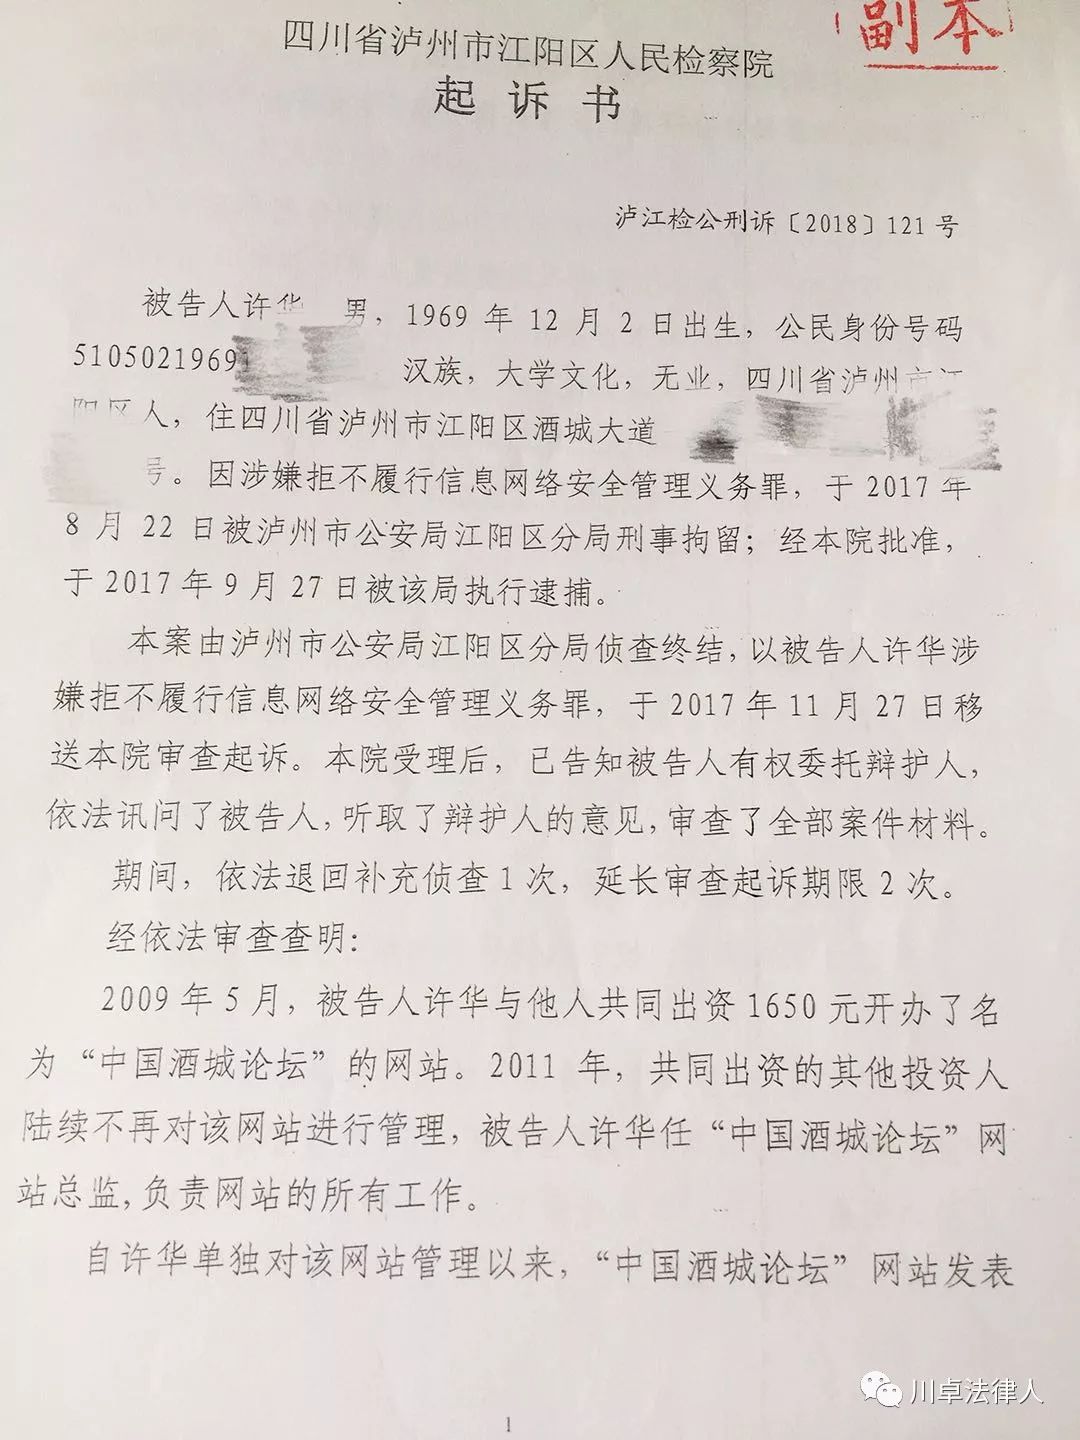 副本
四川省泸州市江阳区人民检察院
起诉书
泸江检公刑诉〔2018〕121号
被告人许华 男，1969年12月2日出生，公民身份号码
51050219691 汉族，大学文化，无业，四川省泸州市江
阳区人，住四川省泸州市江阳区酒城大道
号。因涉嫌拒不履行信息网络安全管理义务罪，于2017年
8月22日被泸州市公安局江阳区分局刑事拘留；经本院批准，
于2017年9月27日被该局执行逮捕。
本案由泸州市公安局江阳区分局侦查终结，以被告人许华涉
嫌拒不履行信息网络安全管理义务罪，于2017年11月27日移
送本院审查起诉。本院受理后，已告知被告人有权委托辩护人，
依法讯问了被告人，听取了辩护人的意见，审查了全部案件材料。
期间，依法退回补充侦查1次，延长审查起诉期限2次。
经依法审查查明：
2009年5月，被告人许华与他人共同出资1650元开办了名
为“中国酒城论坛”的网站。2011年，共同出资的其他投资人
陆续不再对该网站进行管理，被告人许华任“中国酒城论坛”网
站总监，负责网站的所有工作。
自许华单独对该网站管理以来，“中国酒城论坛”网站发表
川卓法律人
1